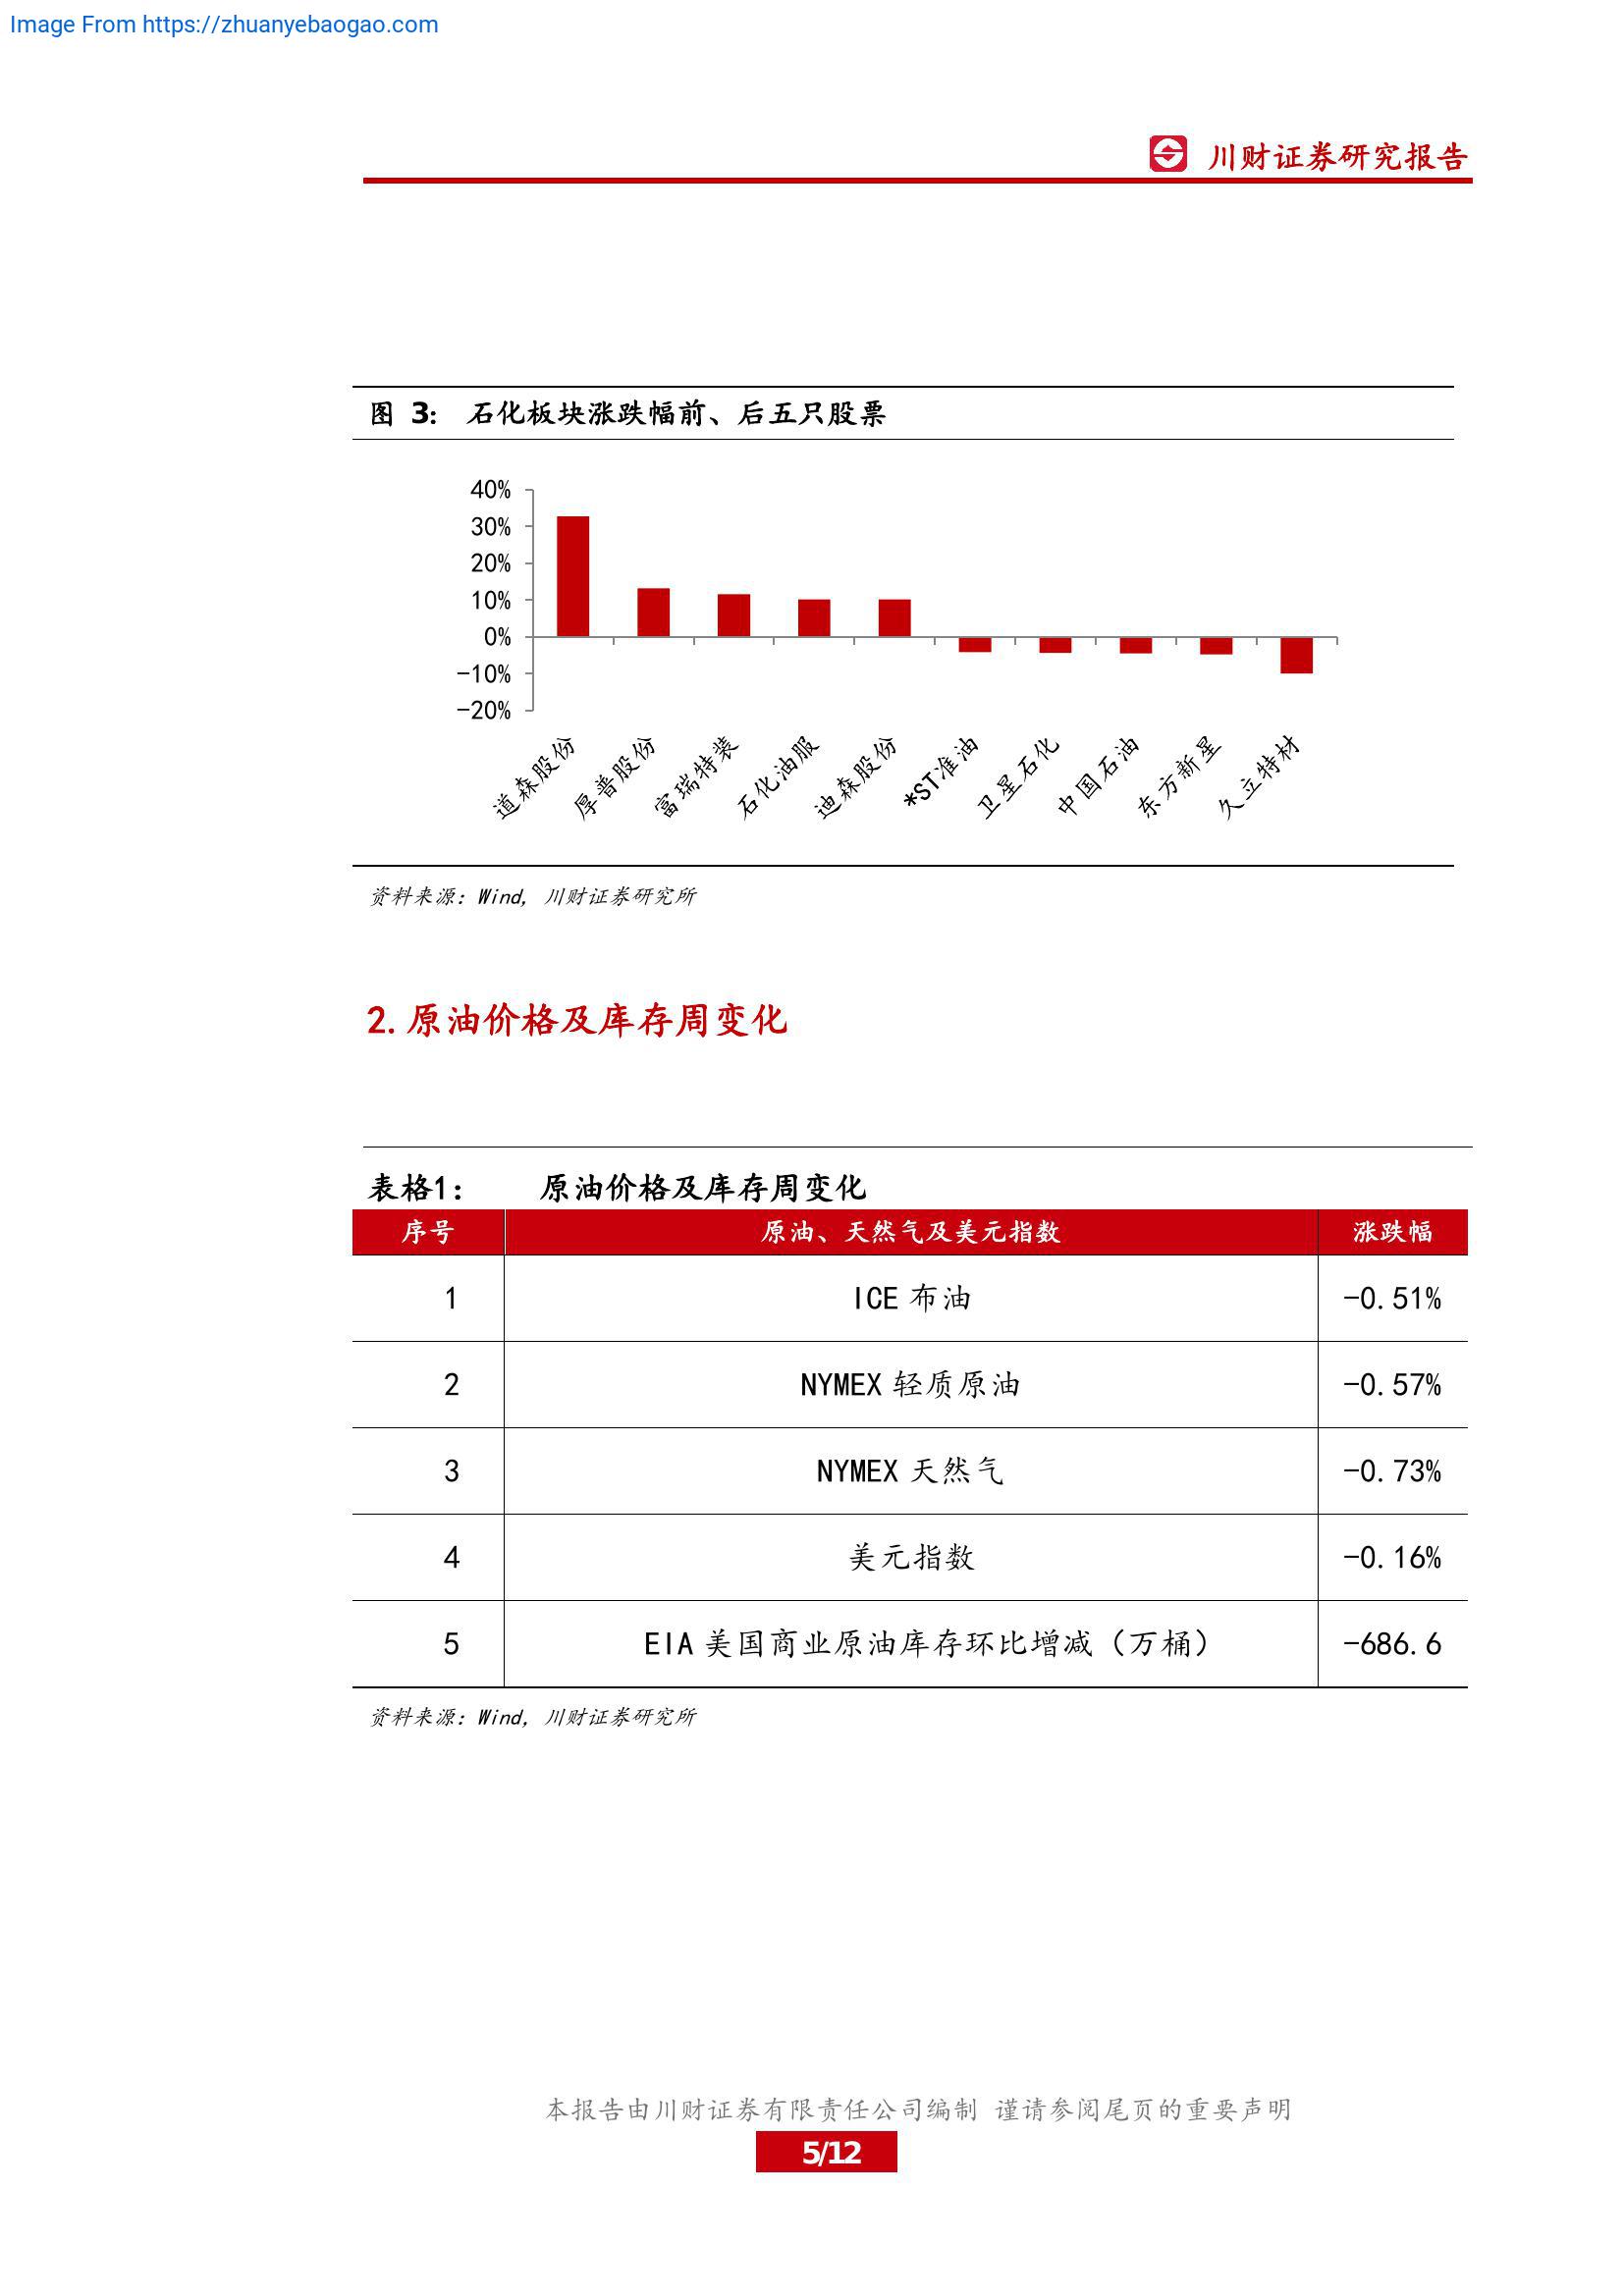 Image From https://zhuanyebaogao.com
川财证券研究报告
图 3: 石化板块涨跌幅前、后五只股票
40%
30%
20%
10%
0%
-10%
-20%
道森股份
厚普股份
富瑞特装
石化油服
迪森股份
*ST准油
卫星石化
中国石油
东方新星
久立特材
资料来源：Wind, 川财证券研究所
2.原油价格及库存周变化
表格1： 原油价格及库存周变化
序号 原油、天然气及美元指数 涨跌幅
1 ICE 布油 -0.51%
2 NYMEX 轻质原油 -0.57%
3 NYMEX 天然气 -0.73%
4 美元指数 -0.16%
5 EIA 美国商业原油库存环比增减（万桶） -686.6
资料来源：Wind, 川财证券研究所
本报告由川财证券有限责任公司编制 谨请参阅尾页的重要声明
5/12